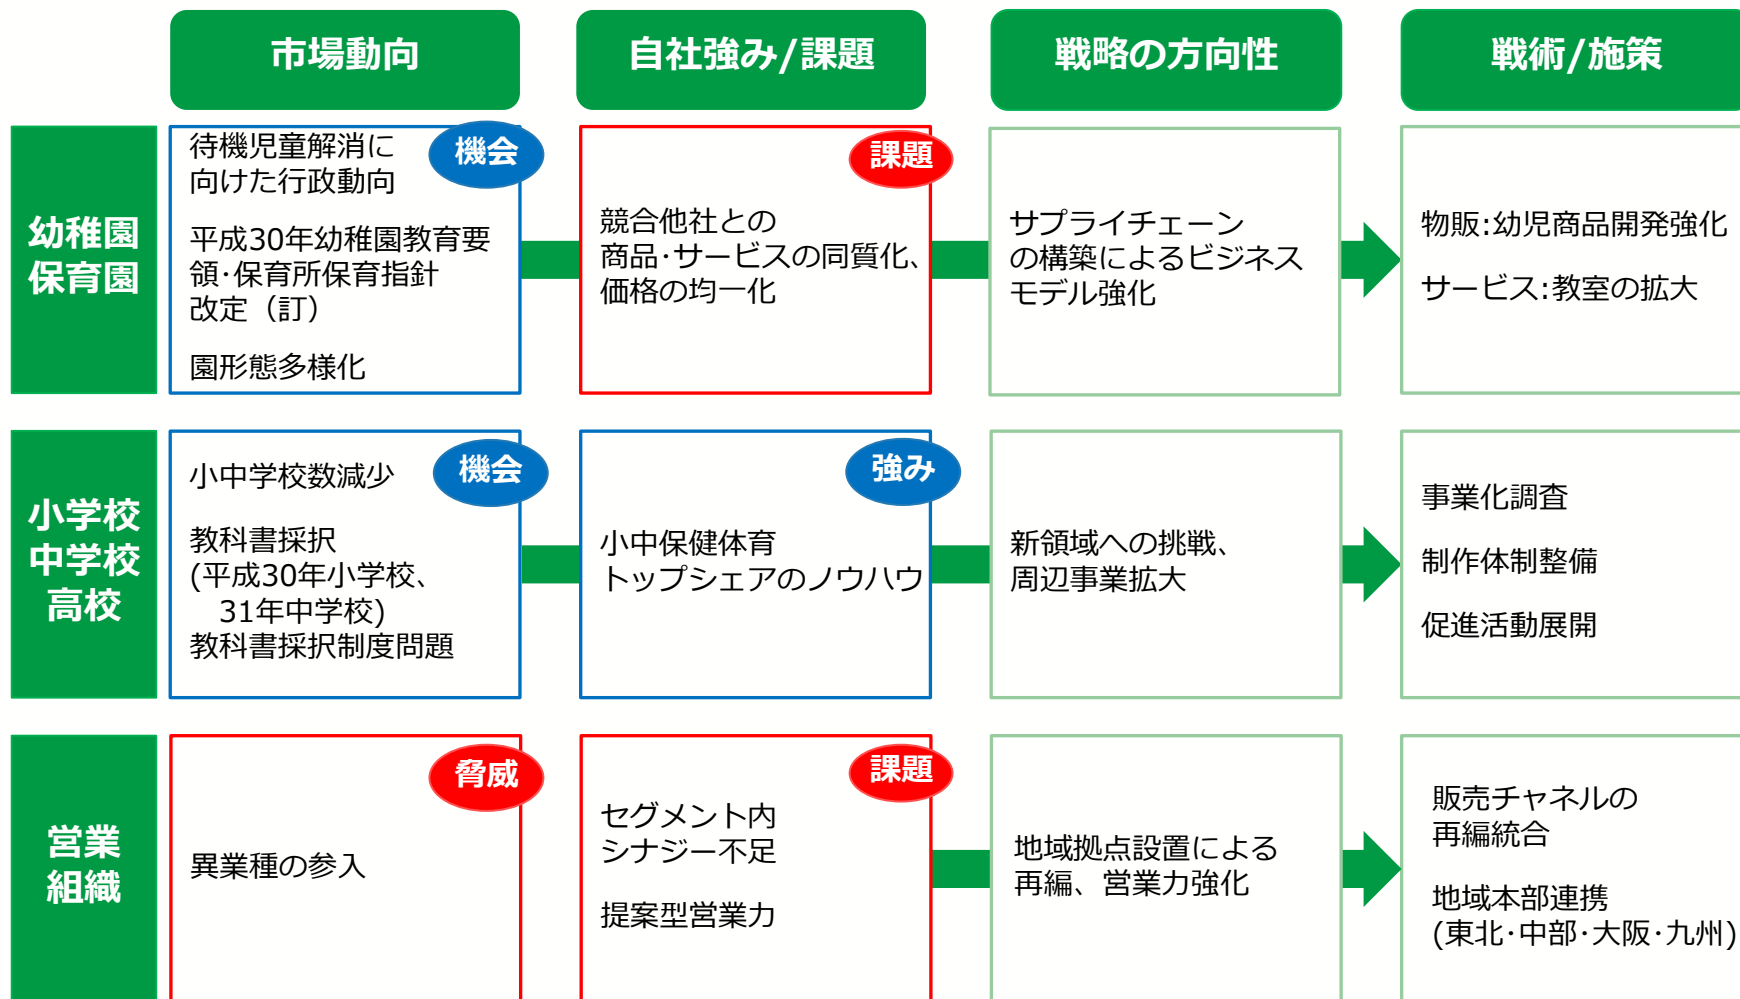 市場動向
自社強み/課題
戦略の方向性
戦術/施策
幼稚園
保育園
機会
待機児童解消に
向けた行政動向
平成30年幼稚園教育要
領・保育所保育指針
改定（訂）
園形態多様化
課題
競合他社との
商品・サービスの同質化、
価格の均一化
サプライチェーン
の構築によるビジネス
モデル強化
物販:幼児商品開発強化
サービス:教室の拡大
小学校
中学校
高校
機会
小中学校数減少
教科書採択
(平成30年小学校、
31年中学校)
教科書採択制度問題
強み
小中保健体育
トップシェアのノウハウ
新領域への挑戦、
周辺事業拡大
事業化調査
制作体制整備
促進活動展開
営業
組織
脅威
異業種の参入
課題
セグメント内
シナジー不足
提案型営業力
地域拠点設置による
再編、営業力強化
販売チャネルの
再編統合
地域本部連携
(東北・中部・大阪・九州)